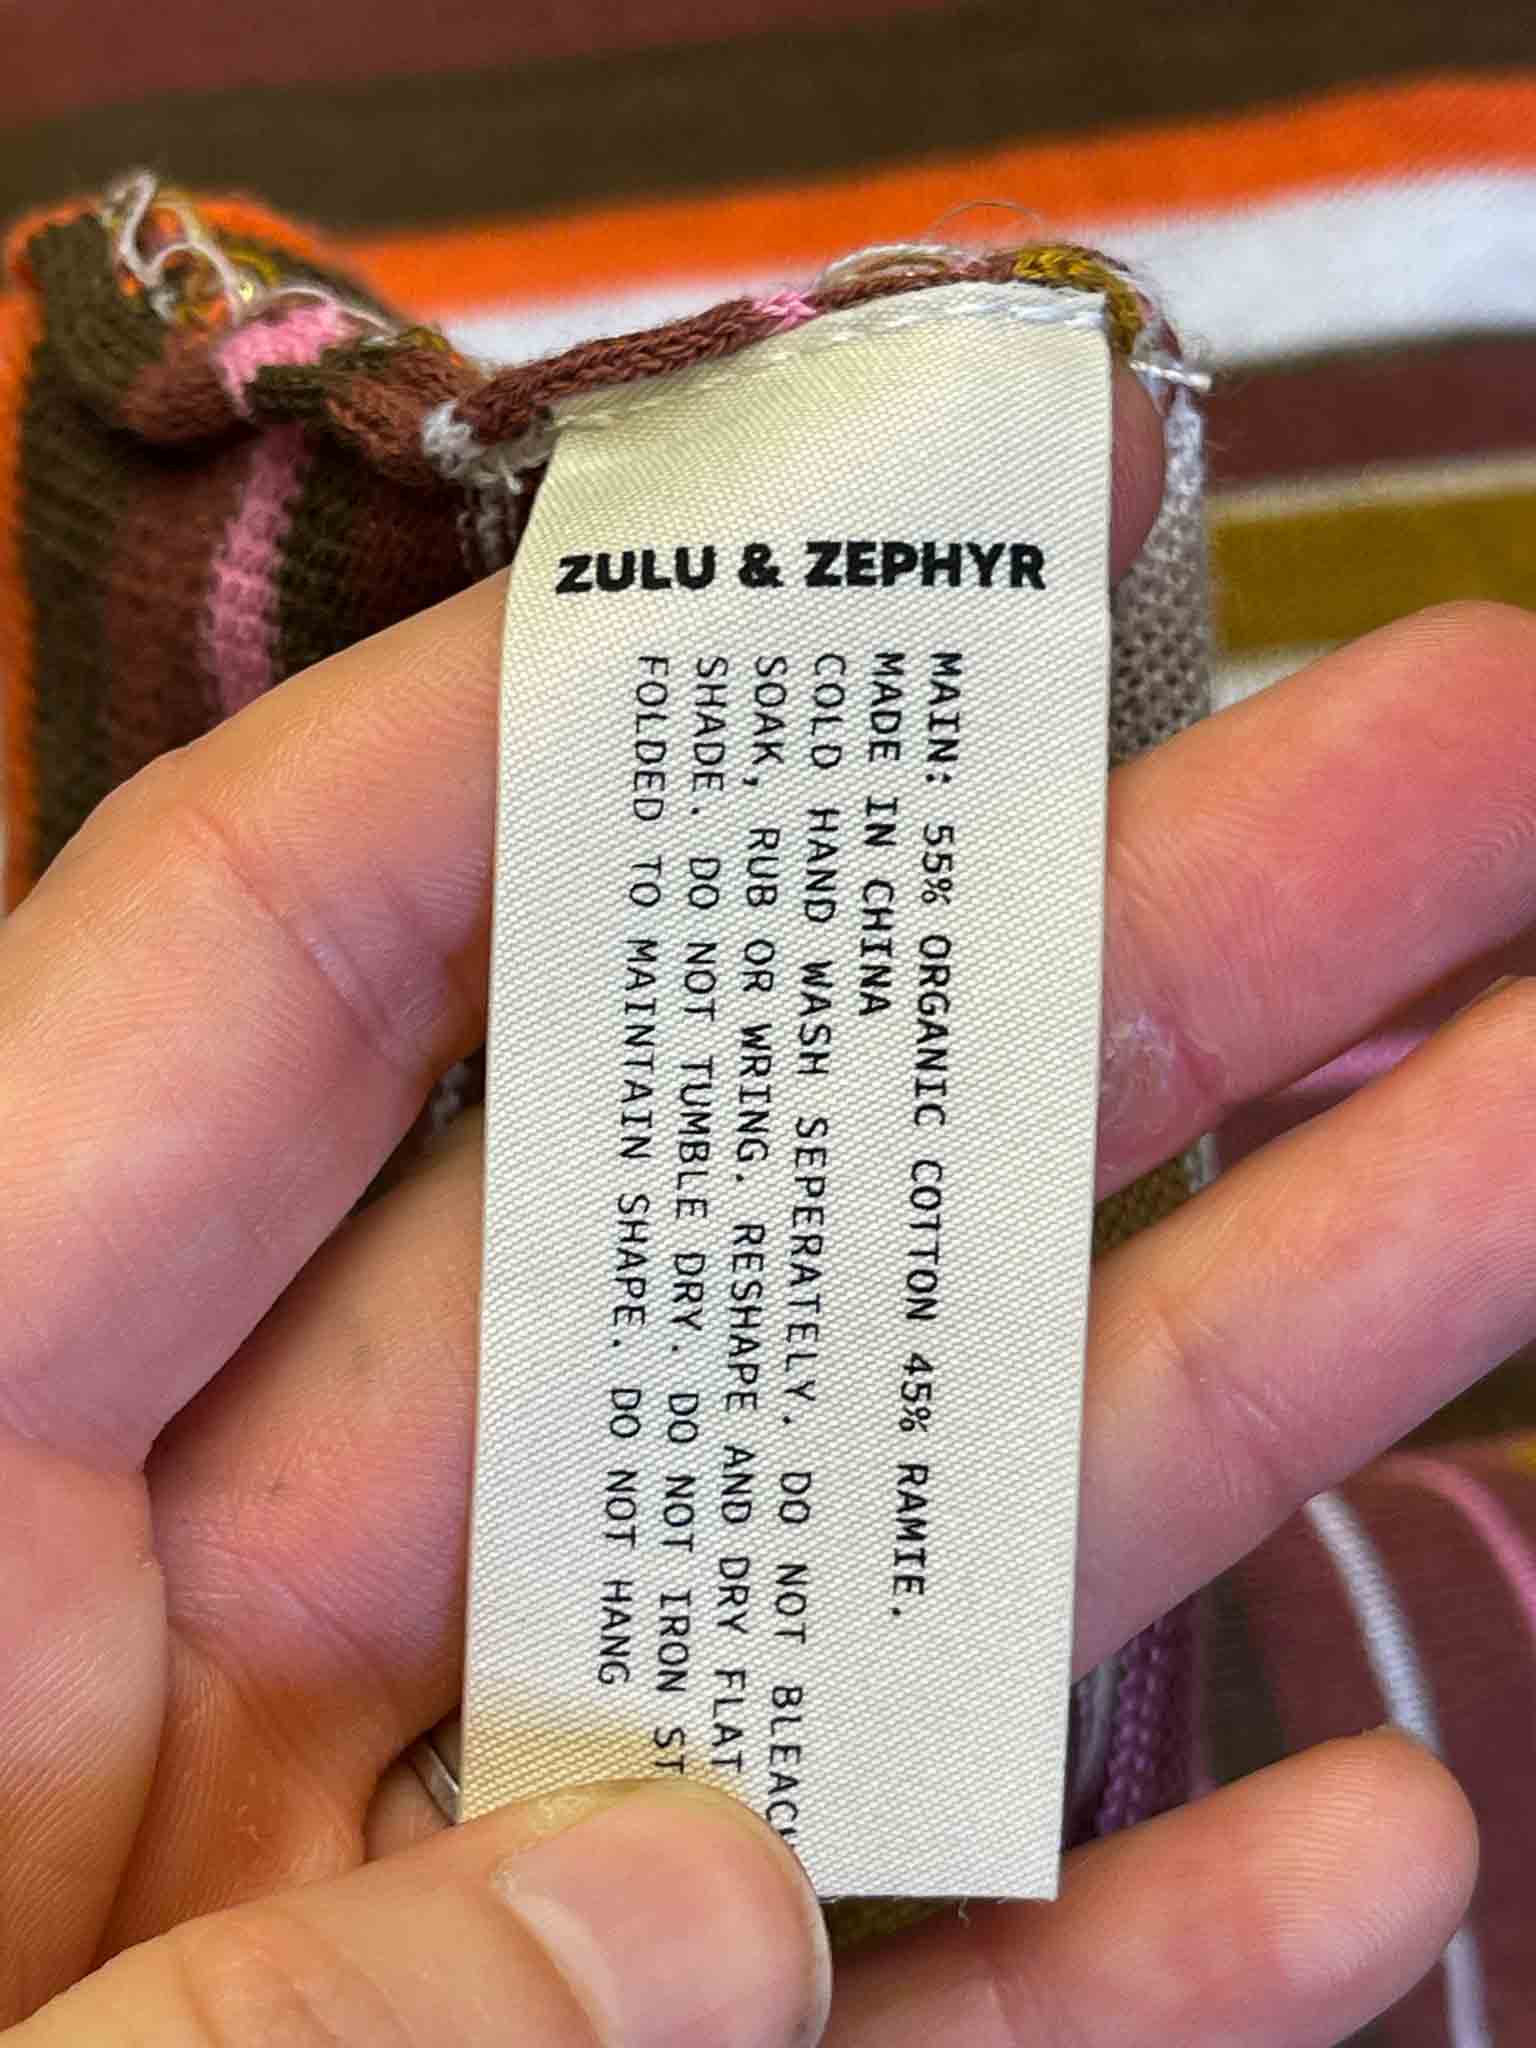 ZULU & ZEPHYR
MAIN: 55% ORGANIC COTTON 45% RAMIE.
MADE IN CHINA
COLD HAND WASH SEPERATELY. DO NOT BLEACH
SOAK, RUB OR WRING. RESHAPE AND DRY FLAT
SHADE. DO NOT TUMBLE DRY. DO NOT IRON ST
FOLDED TO MAINTAIN SHAPE. DO NOT HANG